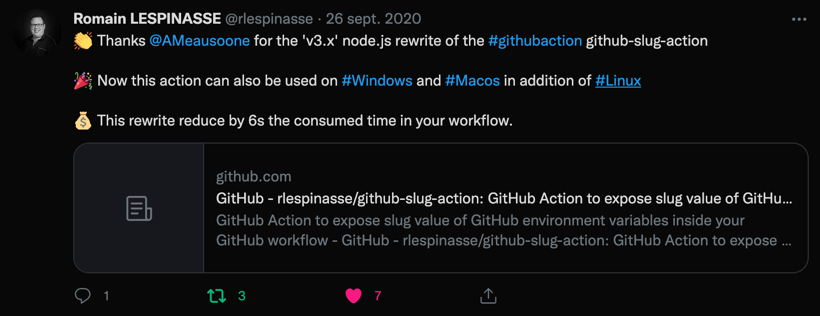 Romain LESPINASSE @rlespinasse · 26 sept. 2020
👏 Thanks @AMeausoone for the 'v3.x' node.js rewrite of the #githubaction github-slug-action
🎉 Now this action can also be used on #Windows and #Macos in addition of #Linux
💰 This rewrite reduce by 6s the consumed time in your workflow.
github.com
GitHub - rlespinasse/github-slug-action: GitHub Action to expose slug value of GitHu...
GitHub Action to expose slug value of GitHub environment variables inside your
GitHub workflow - GitHub - rlespinasse/github-slug-action: GitHub Action to expose ...
1 3 7